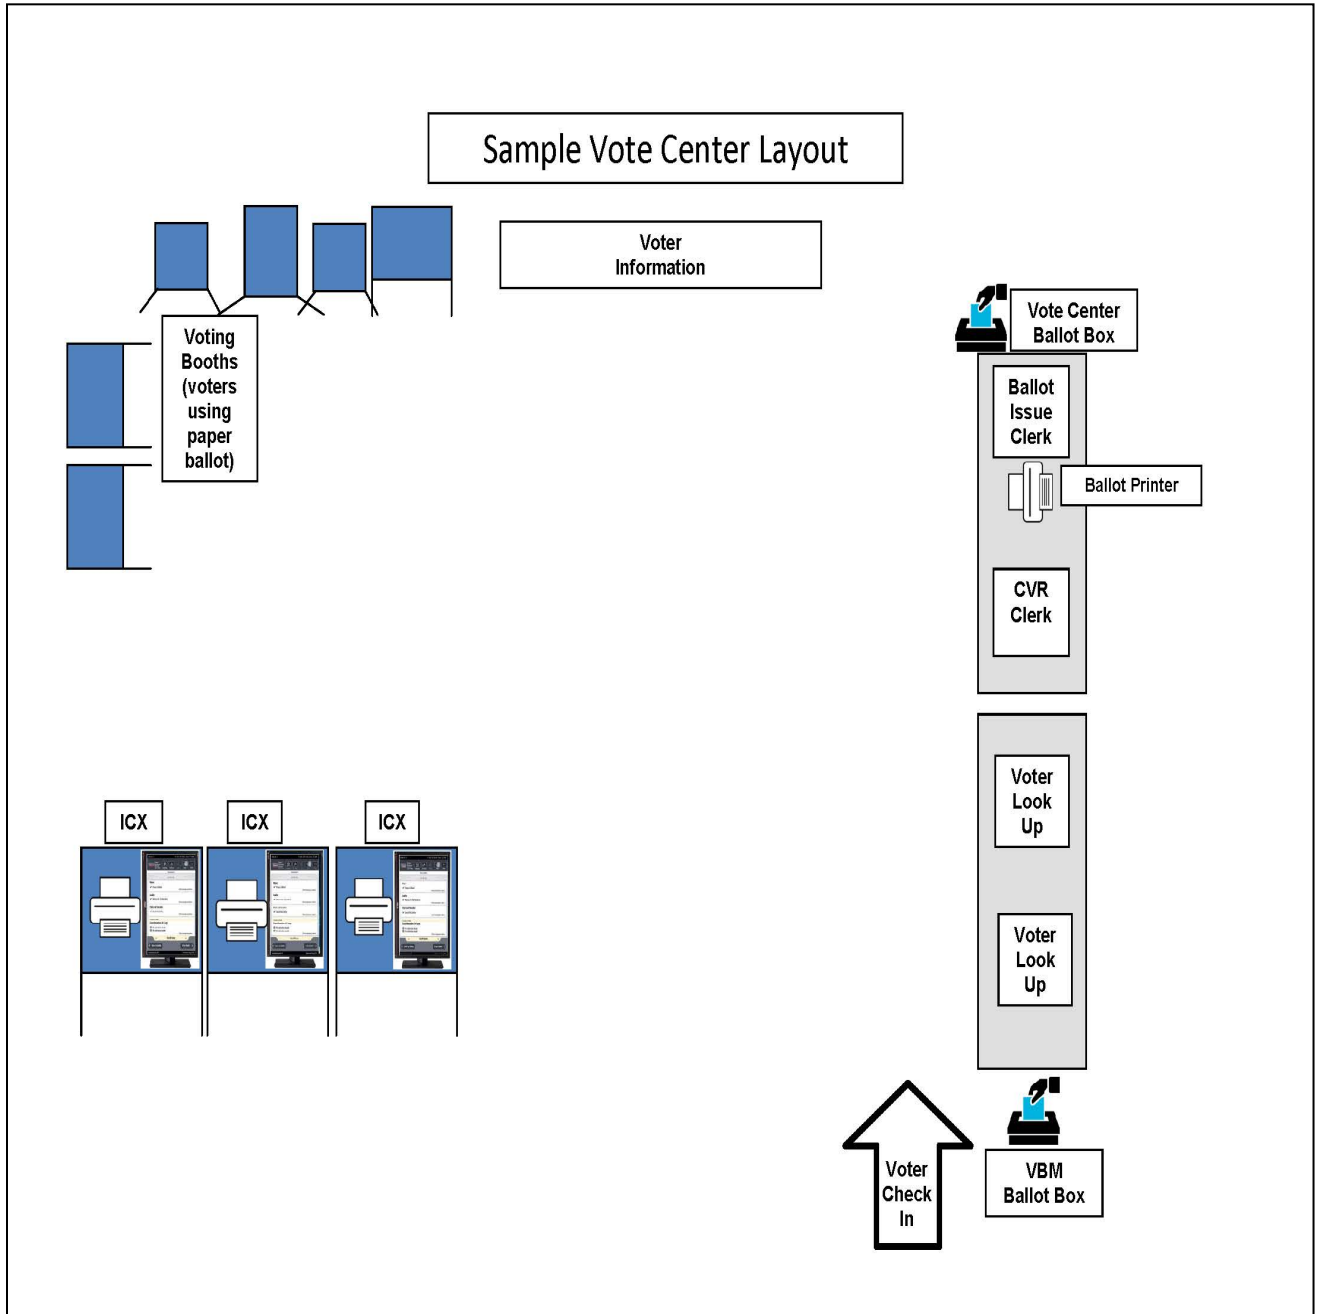 Sample Vote Center Layout
Voter
Information
Vote Center
Ballot Box
Voting
Booths
(voters
using
paper
ballot)
Ballot
Issue
Clerk
Ballot Printer
CVR
Clerk
Voter
Look
Up
ICX
ICX
ICX
Voter
Look
Up
Voter
Check
In
VBM
Ballot Box